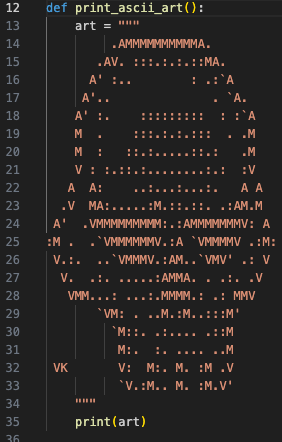 12 def print_ascii_art():
13     art = """
14          .AMMMMMMMMMMA.
15        .AV. :::.:.:.::MA.
16       A' :..        : .:`A
17      A'..              . `A.
18     A' :.    :::::::::  : :`A
19     M  .    :::.:.:.:::  . .M
20     M  :   ::.:.....::.:   .M
21     V : :.::.:........:.:  :V
22    A  A:    ..:...:...:.   A A
23   .V  MA:.....:M.::.::. .:AM.M
24  A'  .VMMMMMMMMM:.:AMMMMMMMV: A
25 :M .  .`VMMMMMMV.:A `VMMMMV .:M:
26  V.:.  ..`VMMMV.:AM..`VMV' .: V
27   V.  .:. .....:AMMA. . .:. .V
28    VMM...: ...:.MMMM.: .: MMV
29        `VM: . ..M.:M..:::M'
30          `M::. .:.... .::M
31           M:.  :. .... ..M
32  VK       V:  M:. M. :M .V
33           `V.:M.. M. :M.V'
34     """
35     print(art)
36